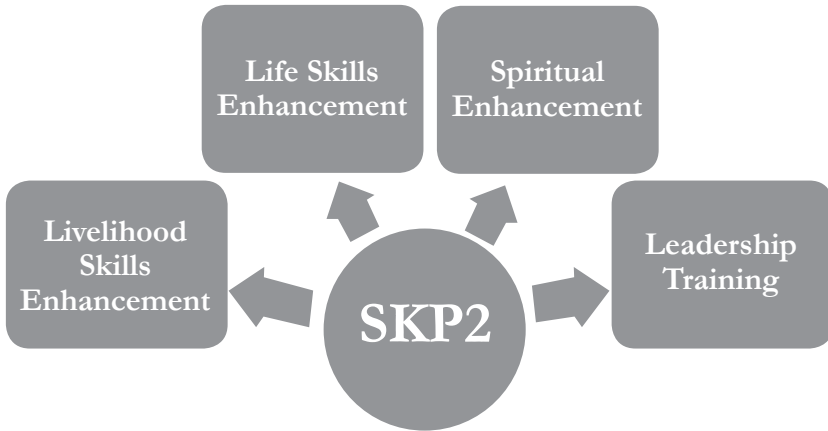 Life Skills
Enhancement
Spiritual
Enhancement
Livelihood
Skills
Enhancement
Leadership
Training
SKP2